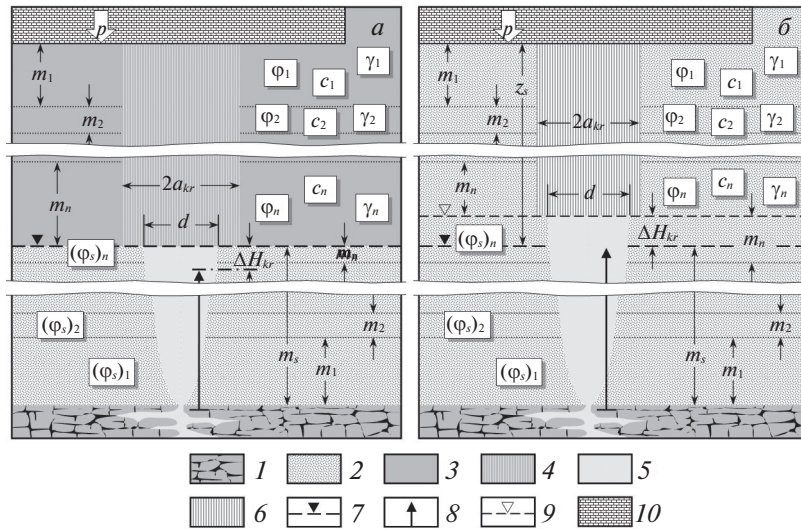 а
p
m₁
φ₁
c₁
γ₁
m₂
φ₂
c₂
γ₂
2aₖᵣ
mₙ
φₙ
cₙ
γₙ
d
(φₛ)ₙ
ΔHₖᵣ
mₙ
(φₛ)₂
m₂
mₛ
(φₛ)₁
m₁
б
p
m₁
zₛ
φ₁
c₁
γ₁
m₂
2aₖᵣ
φ₂
c₂
γ₂
mₙ
d
φₙ
cₙ
γₙ
(φₛ)ₙ
ΔHₖᵣ
mₙ
(φₛ)₂
m₂
mₛ
(φₛ)₁
m₁
1 2 3 4 5
6 7 8 9 10